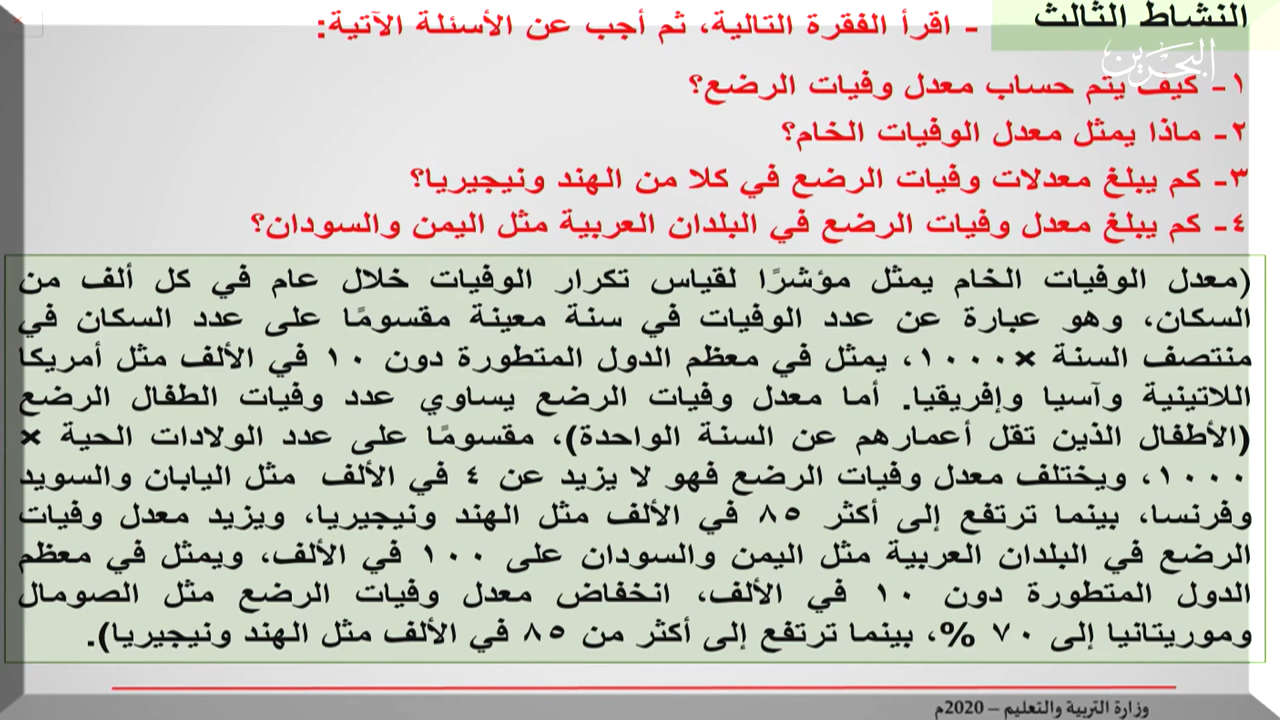 النشاط الثالث
- اقرأ الفقرة التالية، ثم أجب عن الأسئلة الآتية:
البحرين
١- كيف يتم حساب معدل وفيات الرضع؟
٢- ماذا يمثل معدل الوفيات الخام؟
٣- كم يبلغ معدلات وفيات الرضع في كلا من الهند ونيجيريا؟
٤- كم يبلغ معدل وفيات الرضع في البلدان العربية مثل اليمن والسودان؟
(معدل الوفيات الخام يمثل مؤشرًا لقياس تكرار الوفيات خلال عام في كل ألف من
السكان، وهو عبارة عن عدد الوفيات في سنة معينة مقسومًا على عدد السكان في
منتصف السنة ×١٠٠٠، يمثل في معظم الدول المتطورة دون ١٠ في الألف مثل أمريكا
اللاتينية وآسيا وإفريقيا. أما معدل وفيات الرضع يساوي عدد وفيات الطفال الرضع
(الأطفال الذين تقل أعمارهم عن السنة الواحدة)، مقسومًا على عدد الولادات الحية ×
١٠٠٠، ويختلف معدل وفيات الرضع فهو لا يزيد عن ٤ في الألف مثل اليابان والسويد
وفرنسا، بينما ترتفع إلى أكثر ٨٥ في الألف مثل الهند ونيجيريا، ويزيد معدل وفيات
الرضع في البلدان العربية مثل اليمن والسودان على ١٠٠ في الألف، ويمثل في معظم
الدول المتطورة دون ١٠ في الألف، انخفاض معدل وفيات الرضع مثل الصومال
وموريتانيا إلى ٧٠ %، بينما ترتفع إلى أكثر من ٨٥ في الألف مثل الهند ونيجيريا).
وزارة التربية والتعليم – 2020م